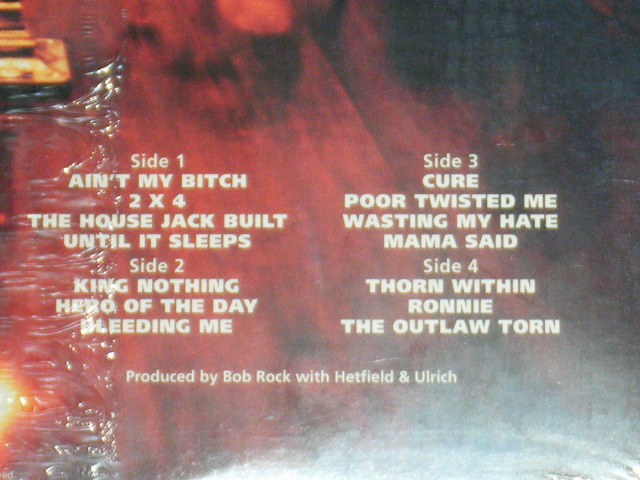 Side 1
AIN'T MY BITCH
2 X 4
THE HOUSE JACK BUILT
UNTIL IT SLEEPS
Side 2
KING NOTHING
HERO OF THE DAY
BLEEDING ME
Side 3
CURE
POOR TWISTED ME
WASTING MY HATE
MAMA SAID
Side 4
THORN WITHIN
RONNIE
THE OUTLAW TORN
Produced by Bob Rock with Hetfield & Ulrich